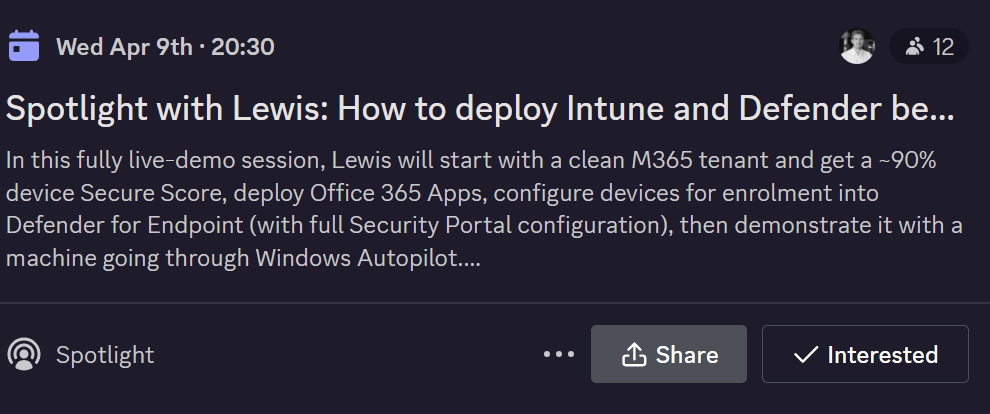 Wed Apr 9th · 20:30
12
Spotlight with Lewis: How to deploy Intune and Defender be...
In this fully live-demo session, Lewis will start with a clean M365 tenant and get a ~90%
device Secure Score, deploy Office 365 Apps, configure devices for enrolment into
Defender for Endpoint (with full Security Portal configuration), then demonstrate it with a
machine going through Windows Autopilot....
Spotlight
Share
Interested